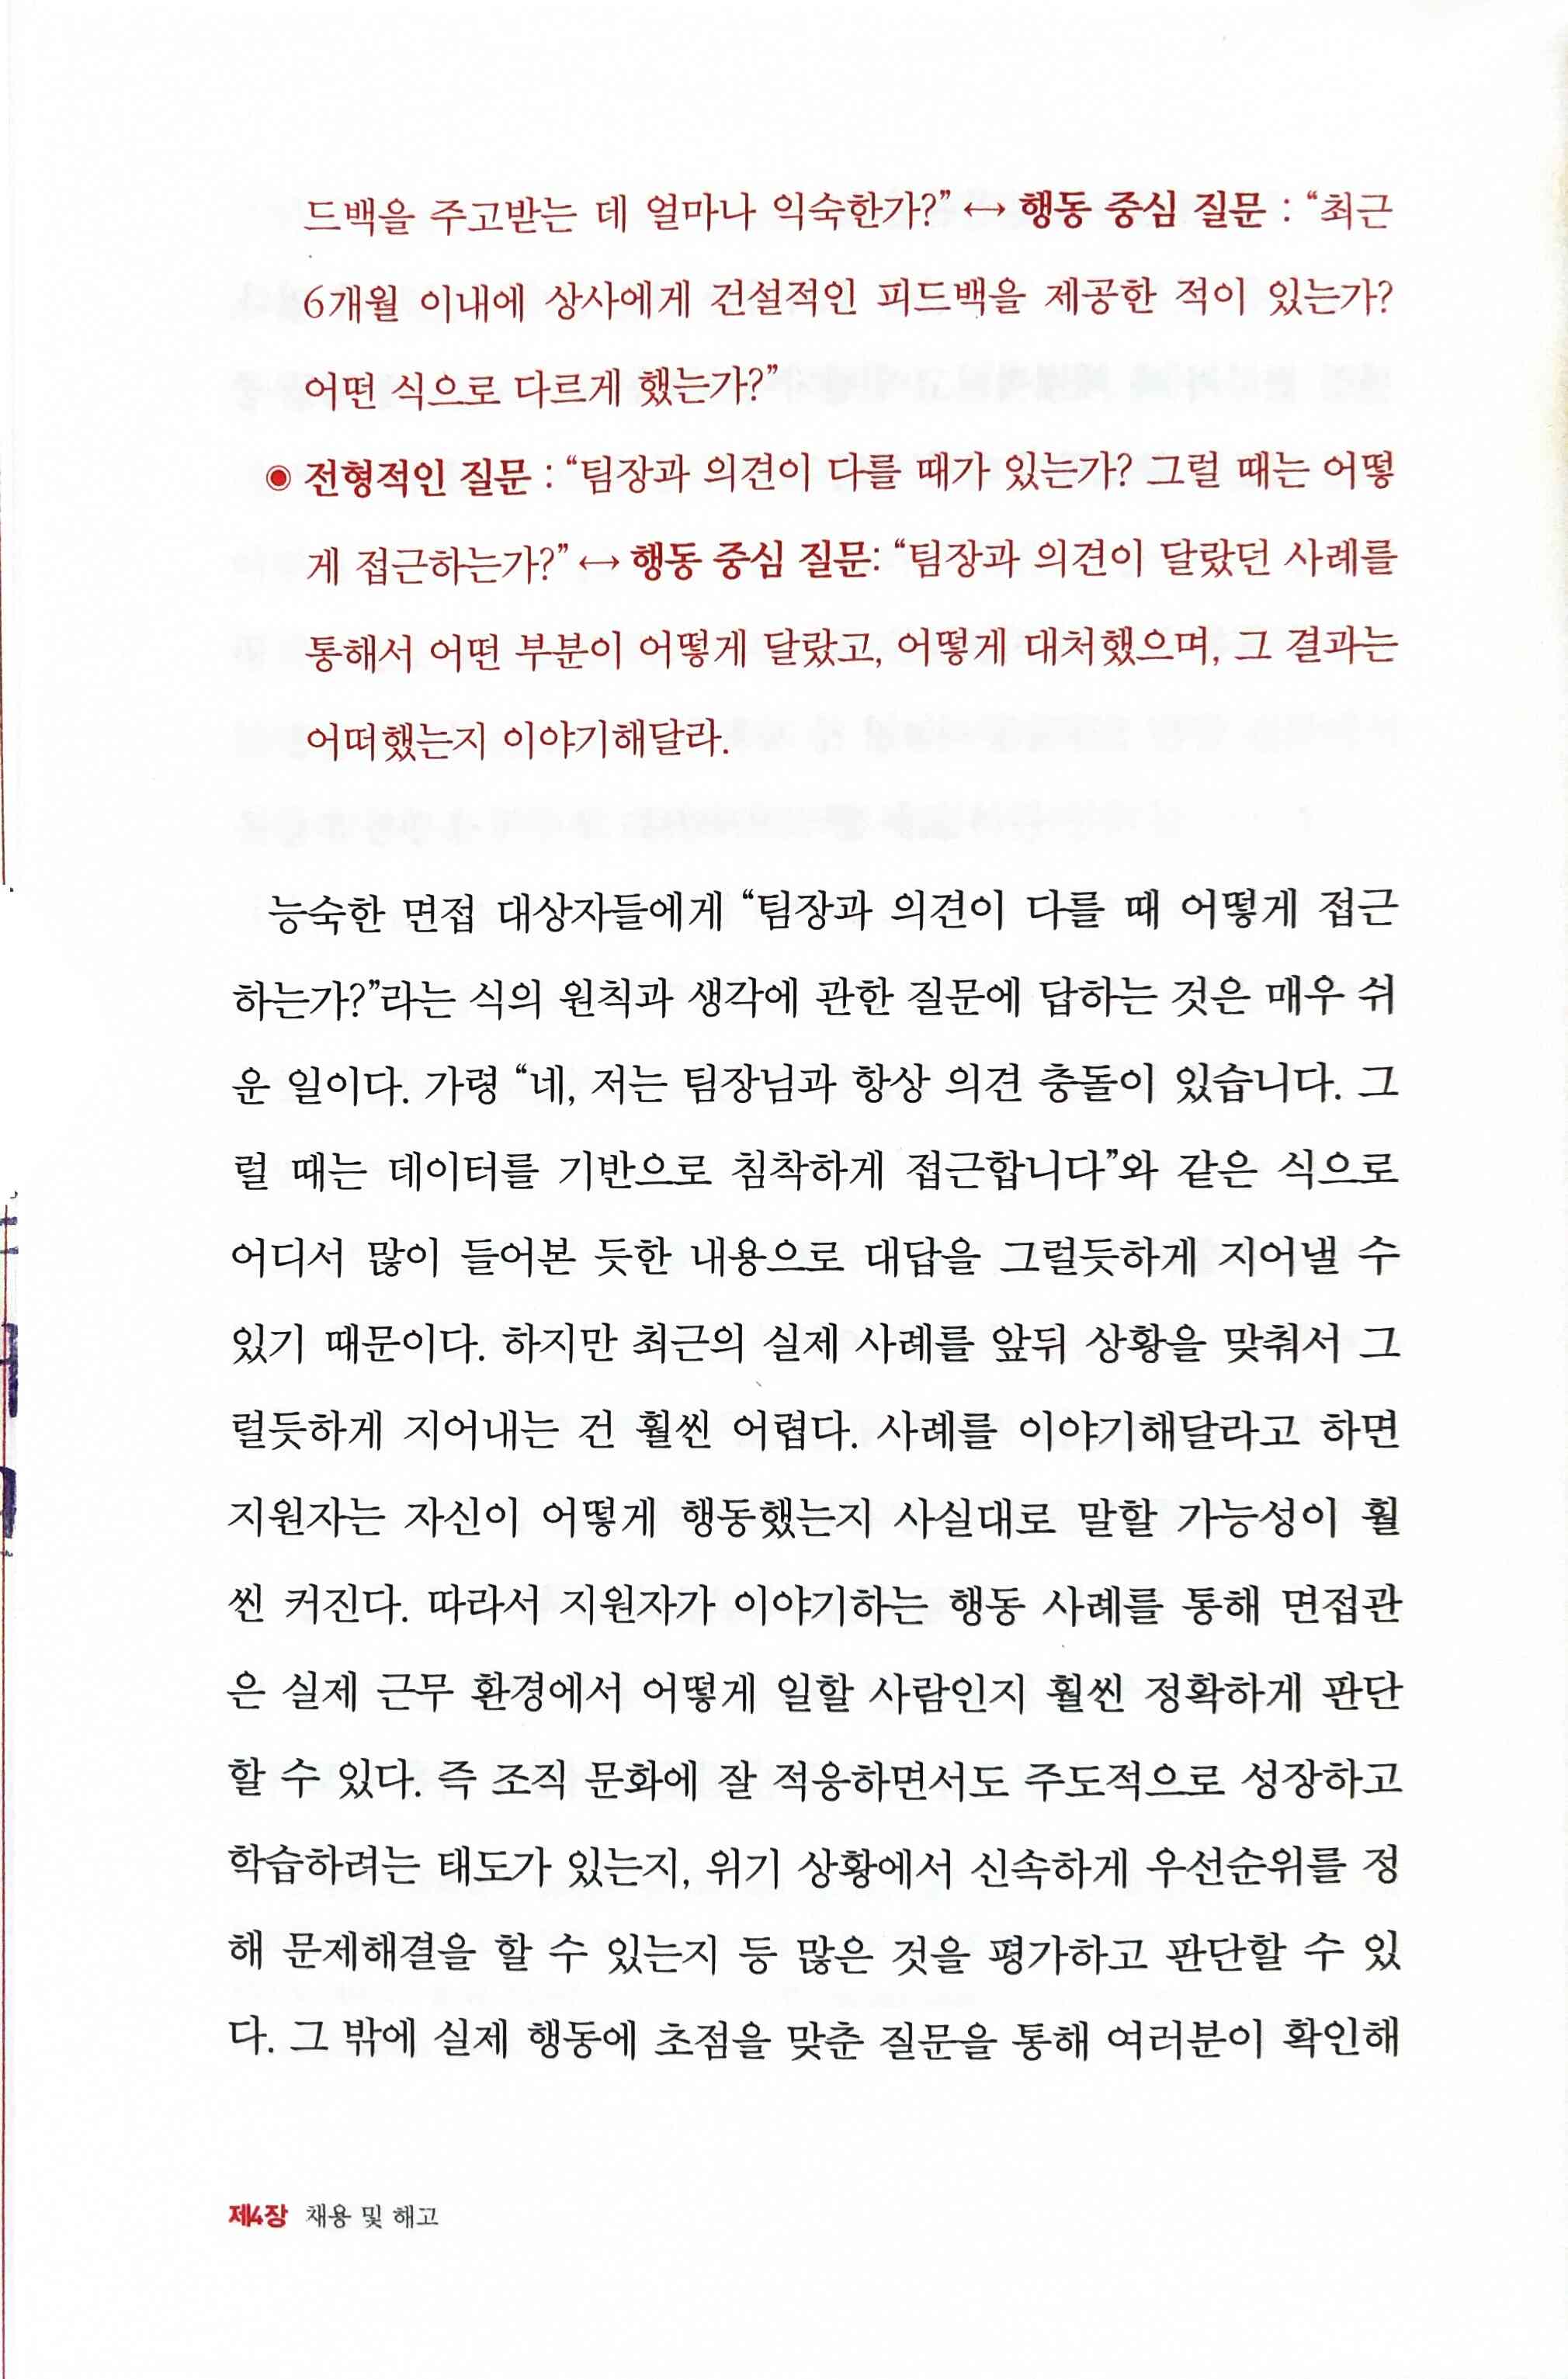 드백을 주고받는 데 얼마나 익숙한가?” ↔ 행동 중심 질문 : “최근
6개월 이내에 상사에게 건설적인 피드백을 제공한 적이 있는가?
어떤 식으로 다르게 했는가?”
◉ 전형적인 질문 : “팀장과 의견이 다를 때가 있는가? 그럴 때는 어떻
게 접근하는가?” ↔ 행동 중심 질문: “팀장과 의견이 달랐던 사례를
통해서 어떤 부분이 어떻게 달랐고, 어떻게 대처했으며, 그 결과는
어떠했는지 이야기해달라.
능숙한 면접 대상자들에게 “팀장과 의견이 다를 때 어떻게 접근
하는가?”라는 식의 원칙과 생각에 관한 질문에 답하는 것은 매우 쉬
운 일이다. 가령 “네, 저는 팀장님과 항상 의견 충돌이 있습니다. 그
럴 때는 데이터를 기반으로 침착하게 접근합니다”와 같은 식으로
어디서 많이 들어본 듯한 내용으로 대답을 그럴듯하게 지어낼 수
있기 때문이다. 하지만 최근의 실제 사례를 앞뒤 상황을 맞춰서 그
럴듯하게 지어내는 건 훨씬 어렵다. 사례를 이야기해달라고 하면
지원자는 자신이 어떻게 행동했는지 사실대로 말할 가능성이 훨
씬 커진다. 따라서 지원자가 이야기하는 행동 사례를 통해 면접관
은 실제 근무 환경에서 어떻게 일할 사람인지 훨씬 정확하게 판단
할 수 있다. 즉 조직 문화에 잘 적응하면서도 주도적으로 성장하고
학습하려는 태도가 있는지, 위기 상황에서 신속하게 우선순위를 정
해 문제해결을 할 수 있는지 등 많은 것을 평가하고 판단할 수 있
다. 그 밖에 실제 행동에 초점을 맞춘 질문을 통해 여러분이 확인해
제4장 채용 및 해고